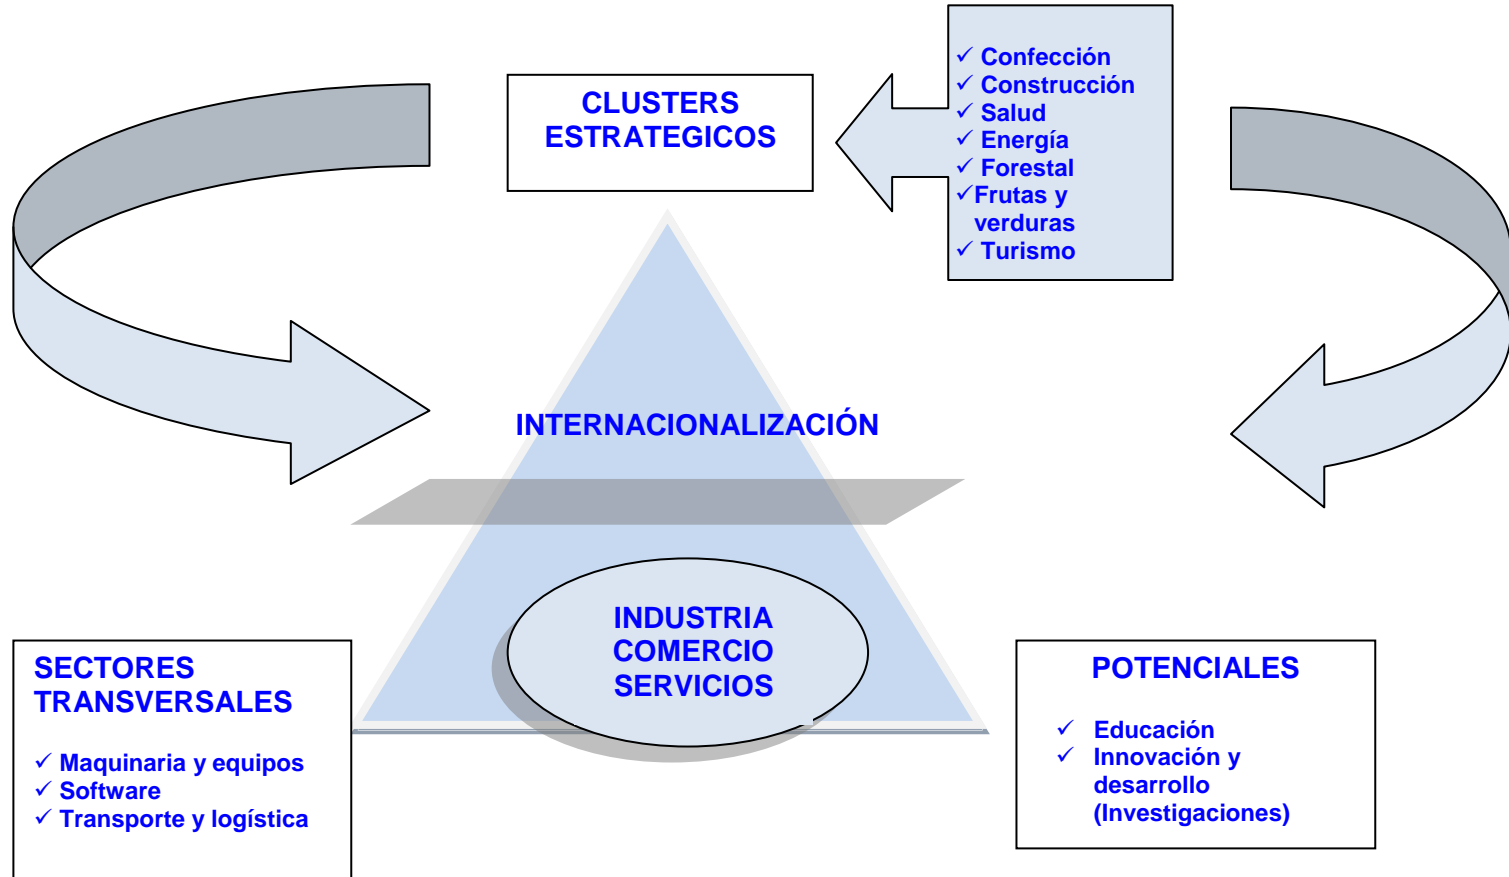 CLUSTERS
ESTRATEGICOS
✓ Confección
✓ Construcción
✓ Salud
✓ Energía
✓ Forestal
✓ Frutas y
verduras
✓ Turismo
INTERNACIONALIZACIÓN
INDUSTRIA
COMERCIO
SERVICIOS
SECTORES
TRANSVERSALES
✓ Maquinaria y equipos
✓ Software
✓ Transporte y logística
POTENCIALES
✓ Educación
✓ Innovación y
desarrollo
(Investigaciones)